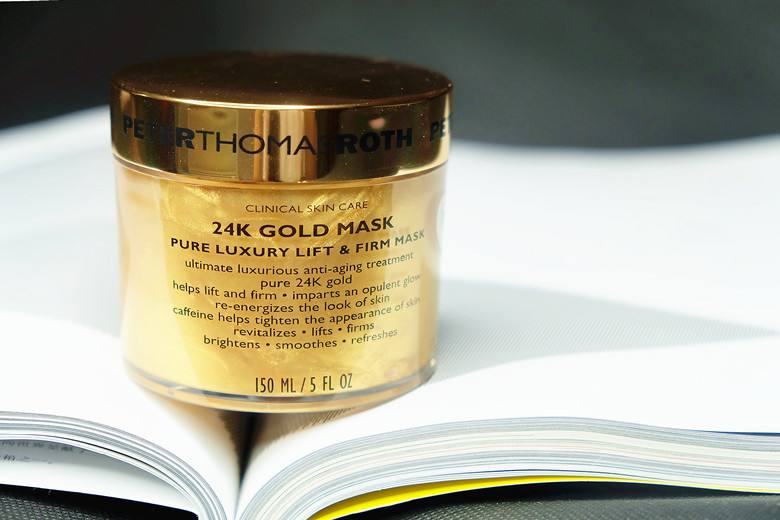 PETERTHOMASROTH PE
CLINICAL SKIN CARE
24K GOLD MASK
PURE LUXURY LIFT & FIRM MASK
ultimate luxurious anti-aging treatment
pure 24K gold
helps lift and firm • imparts an opulent glow
re-energizes the look of skin
caffeine helps tighten the appearance of skin
revitalizes • lifts • firms
brightens • smoothes • refreshes
150 ML / 5 FL OZ